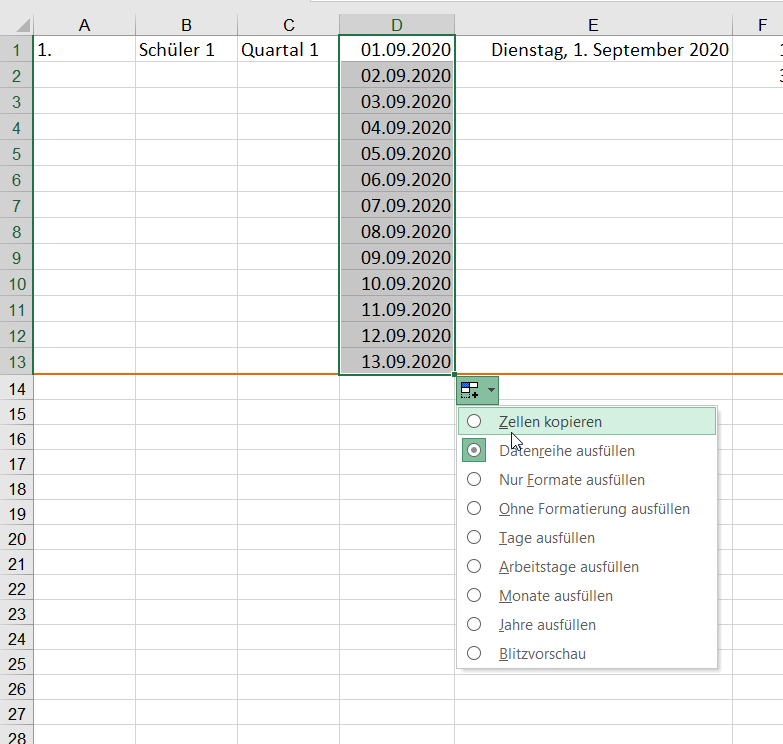 A B C D E F
1 1. Schüler 1 Quartal 1 01.09.2020 Dienstag, 1. September 2020
2 02.09.2020
3 03.09.2020
4 04.09.2020
5 05.09.2020
6 06.09.2020
7 07.09.2020
8 08.09.2020
9 09.09.2020
10 10.09.2020
11 11.09.2020
12 12.09.2020
13 13.09.2020
14
15 Zellen kopieren
16 Datenreihe ausfüllen
17 Nur Formate ausfüllen
18 Ohne Formatierung ausfüllen
19
20 Tage ausfüllen
21 Arbeitstage ausfüllen
22 Monate ausfüllen
23 Jahre ausfüllen
24 Blitzvorschau
25
26
27
28